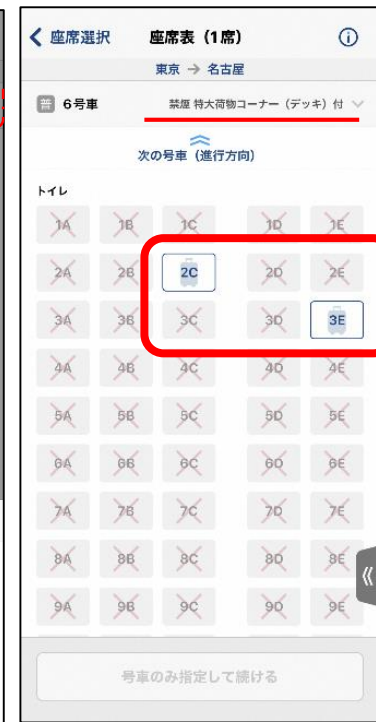 座席選択 座席表（1席）
東京 → 名古屋
普 6号車 禁煙 特大荷物コーナー（デッキ）付
次の号車（進行方向）
トイレ
1A 1B 1C 1D 1E
2A 2B 2C 2D 2E
3A 3B 3C 3D 3E
4A 4B 4C 4D 4E
5A 5B 5C 5D 5E
6A 6B 6C 6D 6E
7A 7B 7C 7D 7E
8A 8B 8C 8D 8E
9A 9B 9C 9D 9E
号車のみ指定して続ける